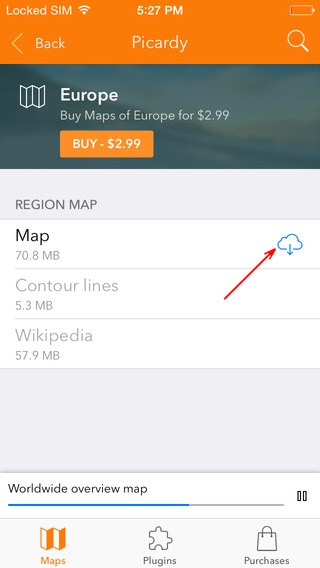 Locked SIM 5:27 PM
Back Picardy
Europe
Buy Maps of Europe for $2.99
BUY - $2.99
REGION MAP
Map
70.8 MB
Contour lines
5.3 MB
Wikipedia
57.9 MB
Worldwide overview map
Maps Plugins Purchases